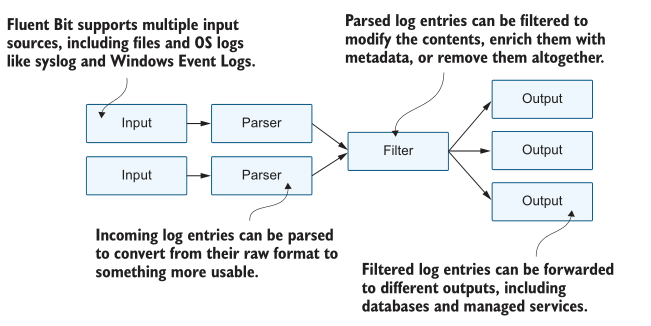 Fluent Bit supports multiple input
sources, including files and OS logs
like syslog and Windows Event Logs.
Parsed log entries can be filtered to
modify the contents, enrich them with
metadata, or remove them altogether.
Input
Parser
Input
Parser
Filter
Output
Output
Output
Incoming log entries can be parsed
to convert from their raw format to
something more usable.
Filtered log entries can be forwarded
to different outputs, including
databases and managed services.